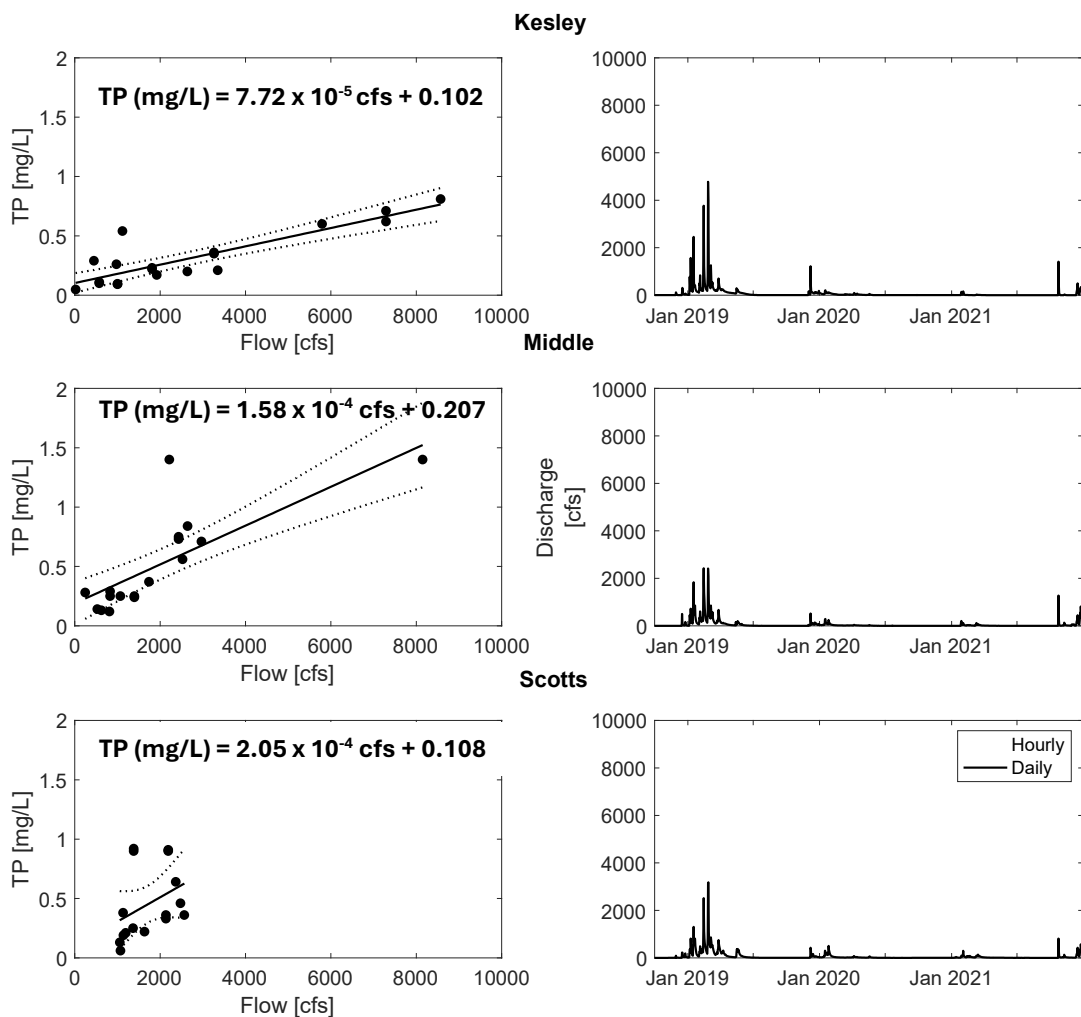 Kesley
TP (mg/L) = 7.72 x 10⁻⁵ cfs + 0.102
TP [mg/L]
2
1.5
1
0.5
0
0 2000 4000 6000 8000 10000
Flow [cfs]
10000
8000
6000
4000
2000
0
Jan 2019 Jan 2020 Jan 2021
Middle
TP (mg/L) = 1.58 x 10⁻⁴ cfs + 0.207
TP [mg/L]
2
1.5
1
0.5
0
0 2000 4000 6000 8000 10000
Flow [cfs]
Discharge
[cfs]
10000
8000
6000
4000
2000
0
Jan 2019 Jan 2020 Jan 2021
Scotts
TP (mg/L) = 2.05 x 10⁻⁴ cfs + 0.108
TP [mg/L]
2
1.5
1
0.5
0
0 2000 4000 6000 8000 10000
Flow [cfs]
10000
8000
6000
4000
2000
0
Jan 2019 Jan 2020 Jan 2021
Hourly
Daily